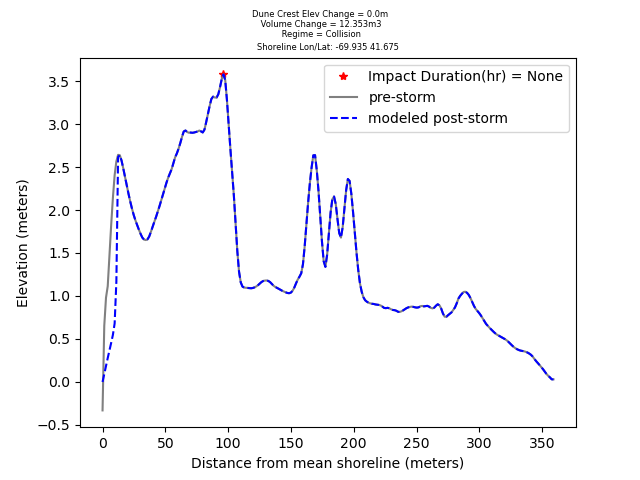 Dune Crest Elev Change = 0.0m
Volume Change = 12.353m3
Regime = Collision
Shoreline Lon/Lat: -69.935 41.675
Impact Duration(hr) = None
pre-storm
modeled post-storm
Elevation (meters)
3.5
3.0
2.5
2.0
1.5
1.0
0.5
0.0
−0.5
0 50 100 150 200 250 300 350
Distance from mean shoreline (meters)